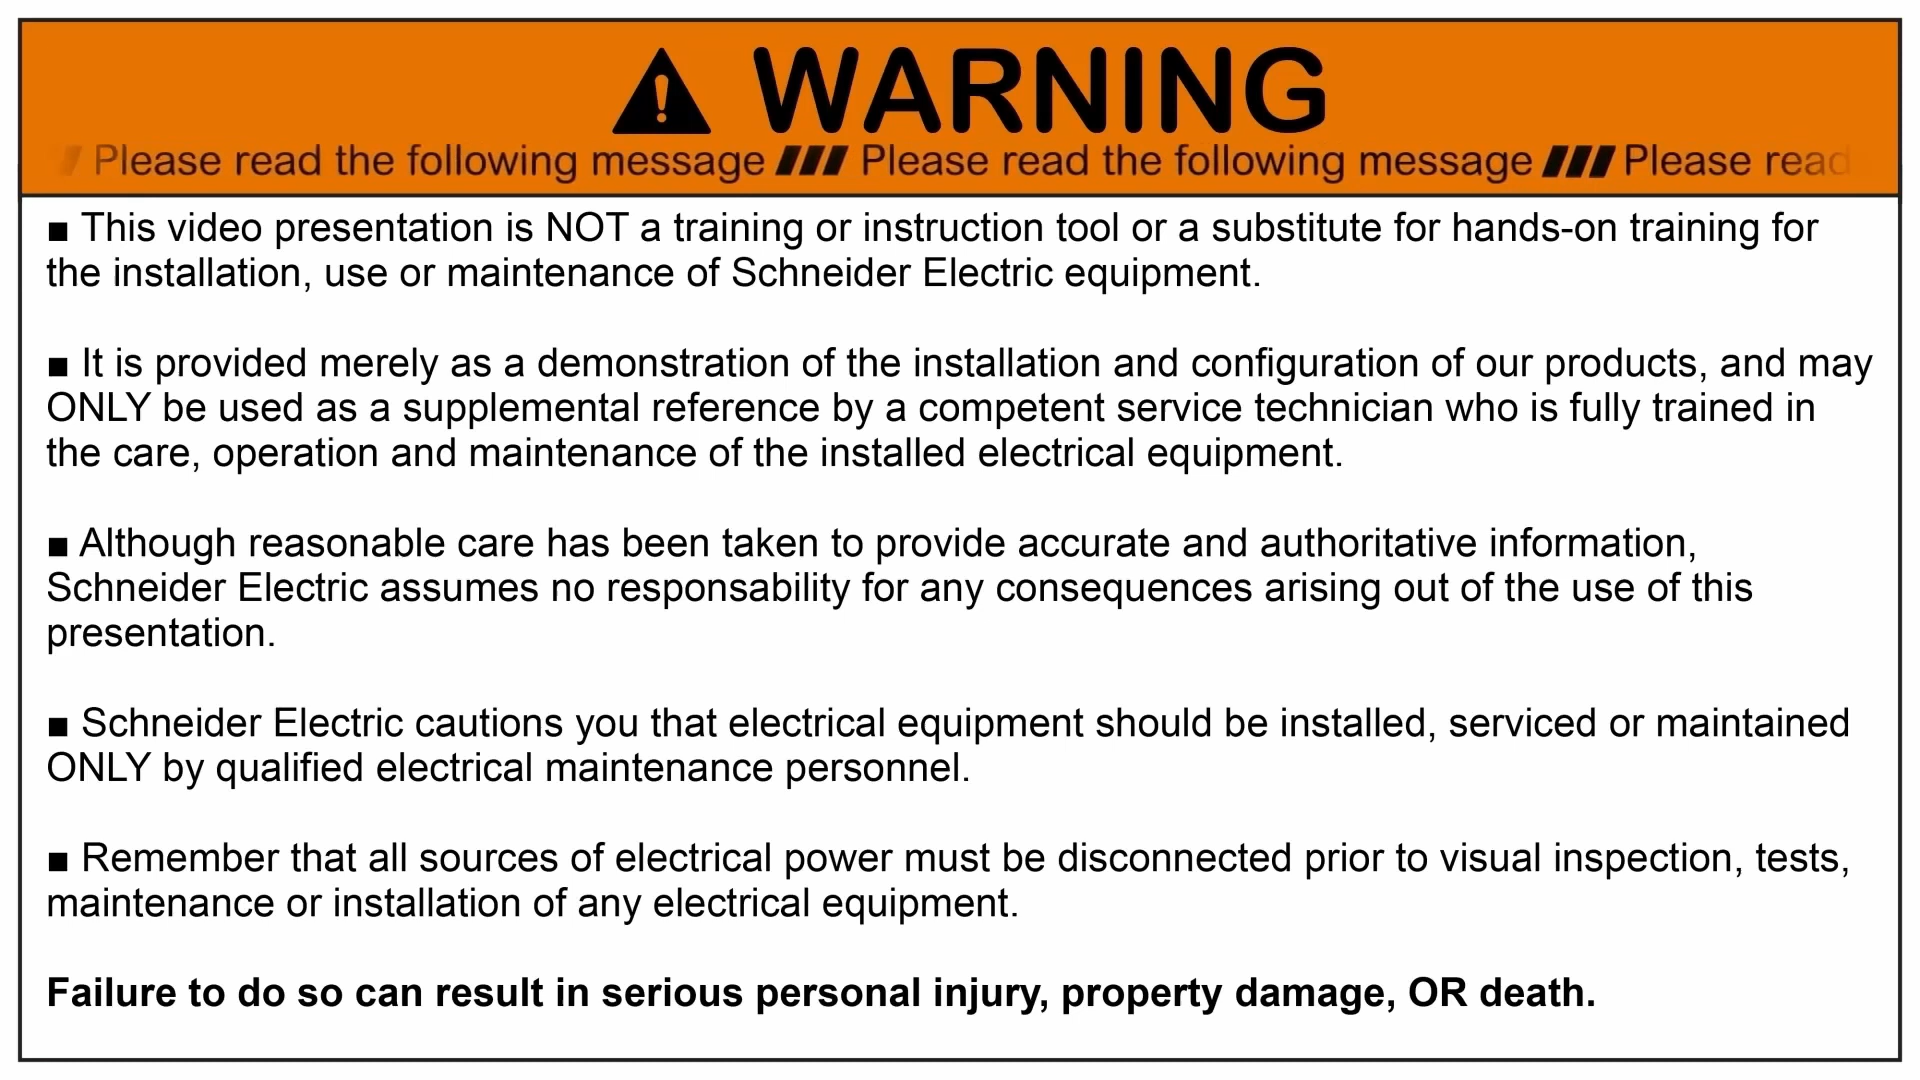 WARNING
Please read the following message /// Please read the following message /// Please read
■ This video presentation is NOT a training or instruction tool or a substitute for hands-on training for
the installation, use or maintenance of Schneider Electric equipment.
■ It is provided merely as a demonstration of the installation and configuration of our products, and may
ONLY be used as a supplemental reference by a competent service technician who is fully trained in
the care, operation and maintenance of the installed electrical equipment.
■ Although reasonable care has been taken to provide accurate and authoritative information,
Schneider Electric assumes no responsability for any consequences arising out of the use of this
presentation.
■ Schneider Electric cautions you that electrical equipment should be installed, serviced or maintained
ONLY by qualified electrical maintenance personnel.
■ Remember that all sources of electrical power must be disconnected prior to visual inspection, tests,
maintenance or installation of any electrical equipment.
Failure to do so can result in serious personal injury, property damage, OR death.